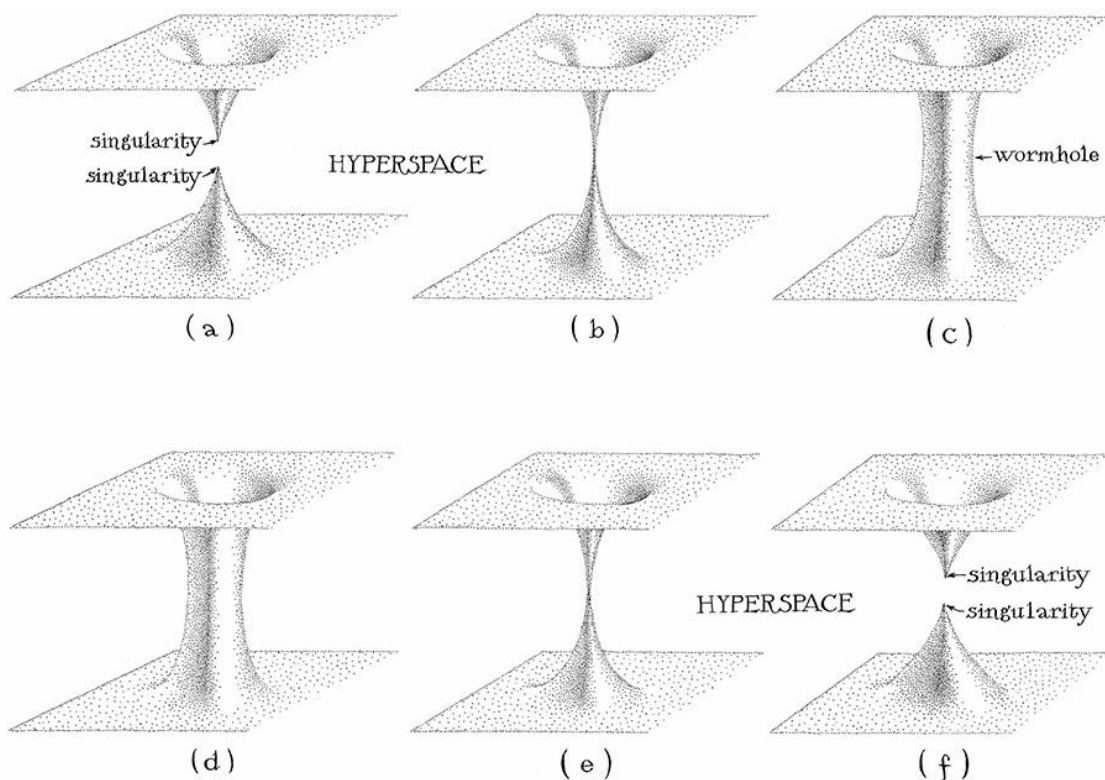 singularity
singularity
HYPERSPACE
wormhole
(a)
(b)
(c)
HYPERSPACE
singularity
singularity
(d)
(e)
(f)